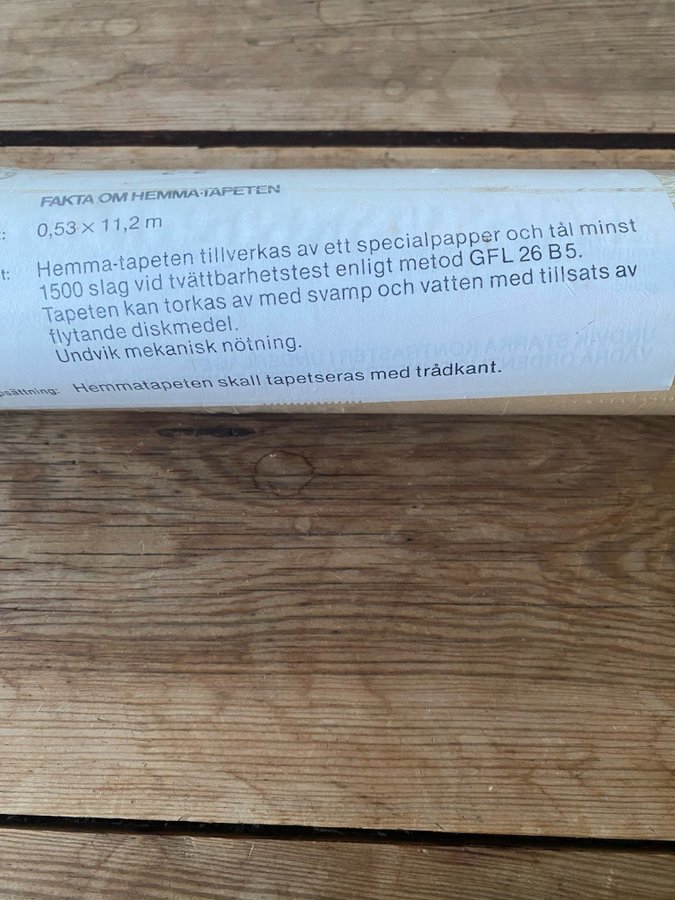 FAKTA OM HEMMA-TAPETEN
0,53 × 11,2 m
Hemma-tapeten tillverkas av ett specialpapper och tål minst
t: 1500 slag vid tvättbarhetstest enligt metod GFL 26 B 5.
Tapeten kan torkas av med svamp och vatten med tillsats av
flytande diskmedel.
Undvik mekanisk nötning.
Hemmatapeten skall tapetseras med trådkant.